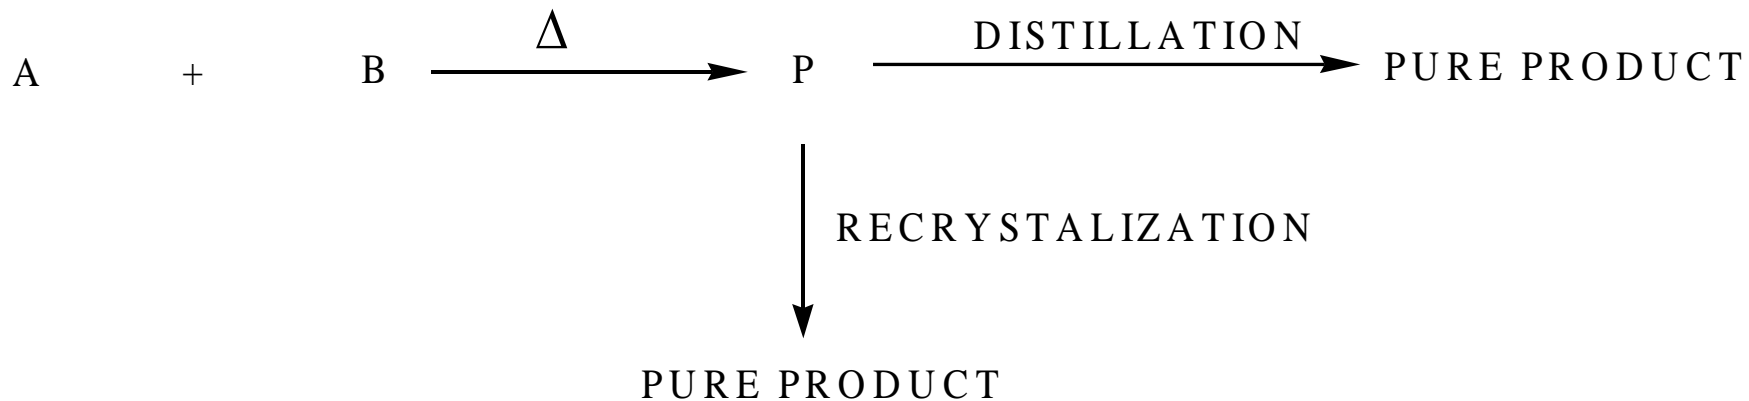 Δ
DISTILLATION
A + B P PURE PRODUCT
RECRYSTALIZATION
PURE PRODUCT